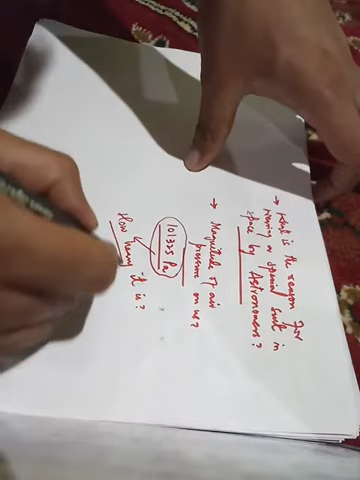 → What is the reason for
wearing a special suit in
space by Astronomers?
→ Magnitude of air
pressure on us?
101325 Pa
How heavy it is?